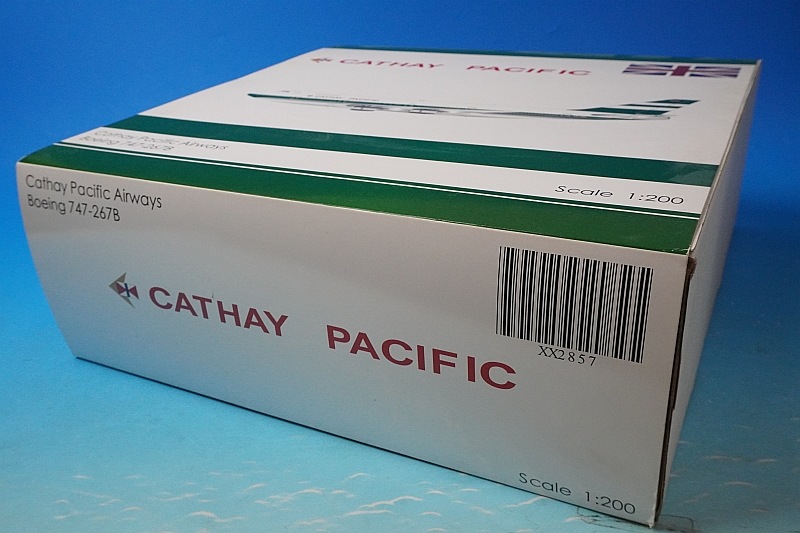 CATHAY PACIFIC
Cathay Pacific Airways
Boeing 747-267B
Scale 1:200
Cathay Pacific Airways
Boeing 747-267B
CATHAY PACIFIC
XX2857
Scale 1:200